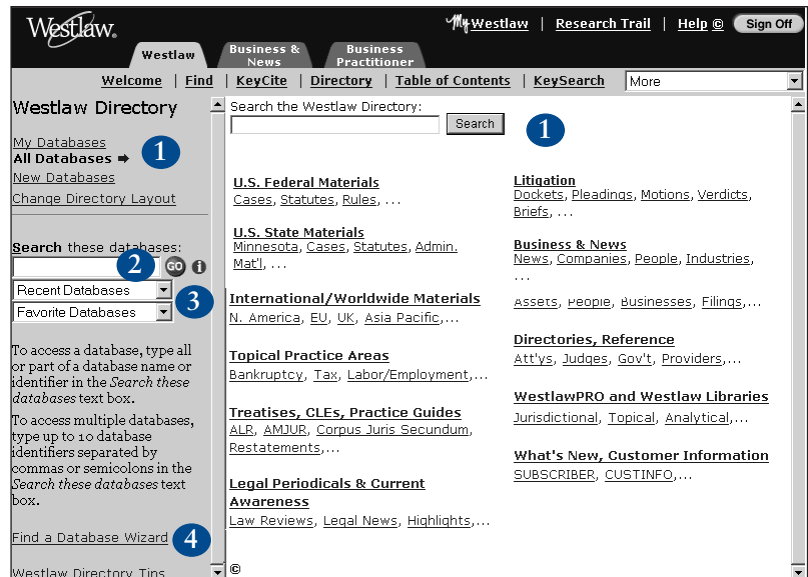 Westlaw.
My Westlaw | Research Trail | Help © Sign Off
Westlaw
Business & News
Business Practitioner
Welcome | Find | KeyCite | Directory | Table of Contents | KeySearch More
Westlaw Directory
My Databases
All Databases ➡
1
New Databases
Change Directory Layout
Search these databases:
2 GO i
Recent Databases
3
Favorite Databases
To access a database, type all
or part of a database name or
identifier in the Search these
databases text box.
To access multiple databases,
type up to 10 database
identifiers separated by
commas or semicolons in the
Search these databases text
box.
Find a Database Wizard 4
Westlaw Directory Tips
Search the Westlaw Directory:
Search 1
U.S. Federal Materials
Cases, Statutes, Rules, ...
U.S. State Materials
Minnesota, Cases, Statutes, Admin.
Mat'l, ...
International/Worldwide Materials
N. America, EU, UK, Asia Pacific,...
Topical Practice Areas
Bankruptcy, Tax, Labor/Employment,...
Treatises, CLEs, Practice Guides
ALR, AMJUR, Corpus Juris Secundum,
Restatements,...
Legal Periodicals & Current
Awareness
Law Reviews, Legal News, Highlights,...
©
Litigation
Dockets, Pleadings, Motions, Verdicts,
Briefs, ...
Business & News
News, Companies, People, Industries,
...
Assets, People, Businesses, Filings,...
Directories, Reference
Att'ys, Judges, Gov't, Providers,...
WestlawPRO and Westlaw Libraries
Jurisdictional, Topical, Analytical,...
What's New, Customer Information
SUBSCRIBER, CUSTINFO,...